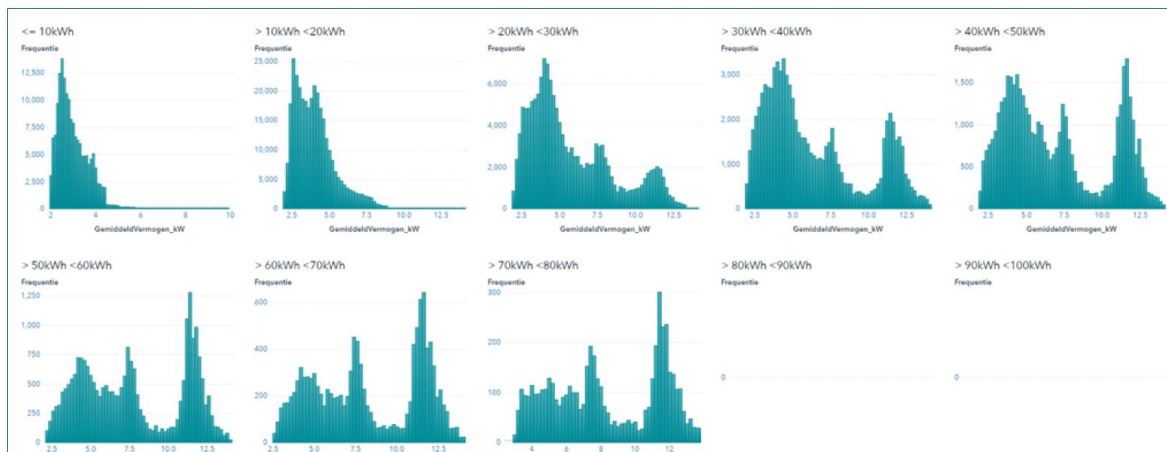 <= 10kWh
Frequentie
12,500
10,000
7,500
5,000
2,500
0
2 4 6 8 10
GemiddeldVermogen_kW
> 10kWh <20kWh
Frequentie
25,000
20,000
15,000
10,000
5,000
0
2.5 5.0 7.5 10.0 12.5
GemiddeldVermogen_kW
> 20kWh <30kWh
Frequentie
6,000
4,000
2,000
0
2.5 5.0 7.5 10.0 12.5
GemiddeldVermogen_kW
> 30kWh <40kWh
Frequentie
3,000
2,000
1,000
0
2.5 5.0 7.5 10.0 12.5
GemiddeldVermogen_kW
> 40kWh <50kWh
Frequentie
1,500
1,000
500
0
2.5 5.0 7.5 10.0 12.5
GemiddeldVermogen_kW
> 50kWh <60kWh
Frequentie
1,250
1,000
750
500
250
0
2.5 5.0 7.5 10.0 12.5
> 60kWh <70kWh
Frequentie
600
400
200
0
2.5 5.0 7.5 10.0 12.5
> 70kWh <80kWh
Frequentie
300
200
100
0
4 6 8 10 12
> 80kWh <90kWh
Frequentie
0
> 90kWh <100kWh
Frequentie
0